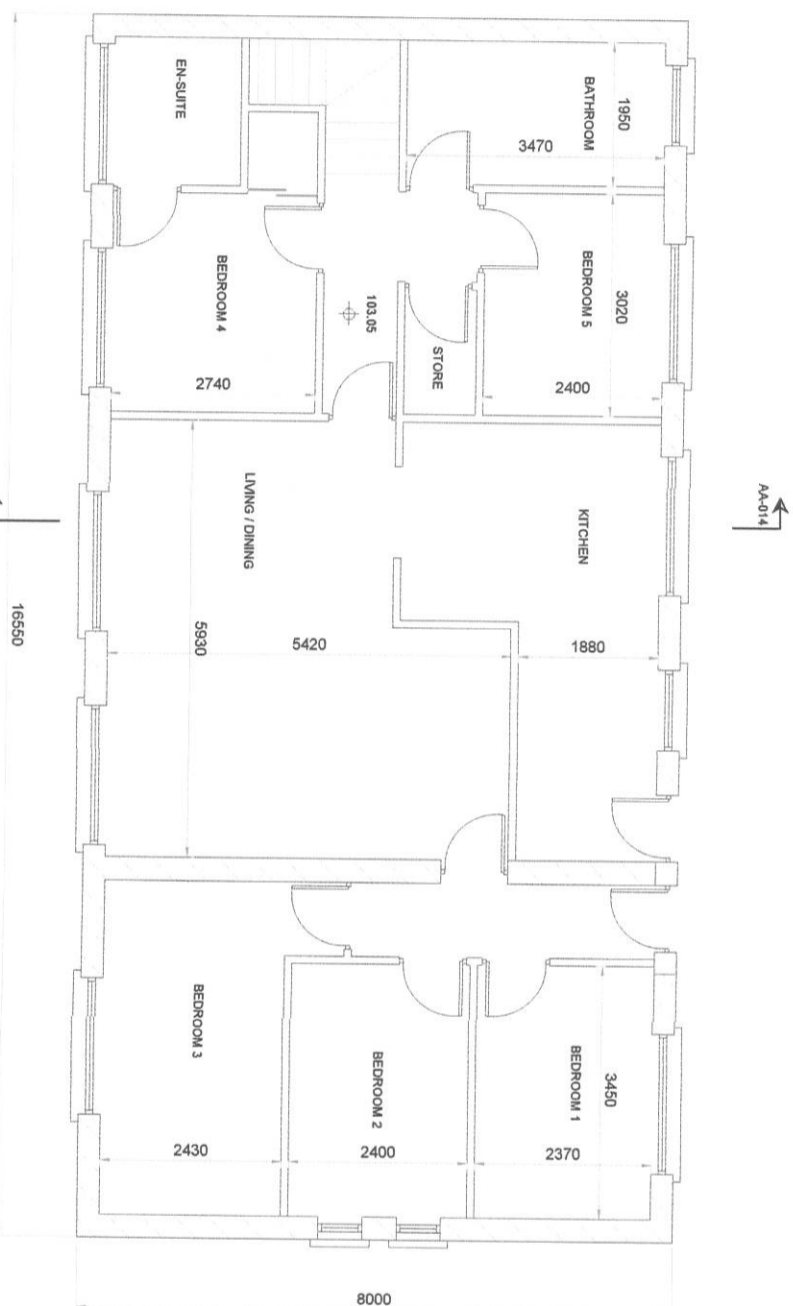 EN-SUITE
BATHROOM
1950
3470
BEDROOM 4
103.05
BEDROOM 5
3020
STORE
2740
2400
LIVING / DINING
KITCHEN
AA-014
5930
5420
1880
16550
BEDROOM 3
BEDROOM 2
BEDROOM 1
3450
2430
2400
2370
8000